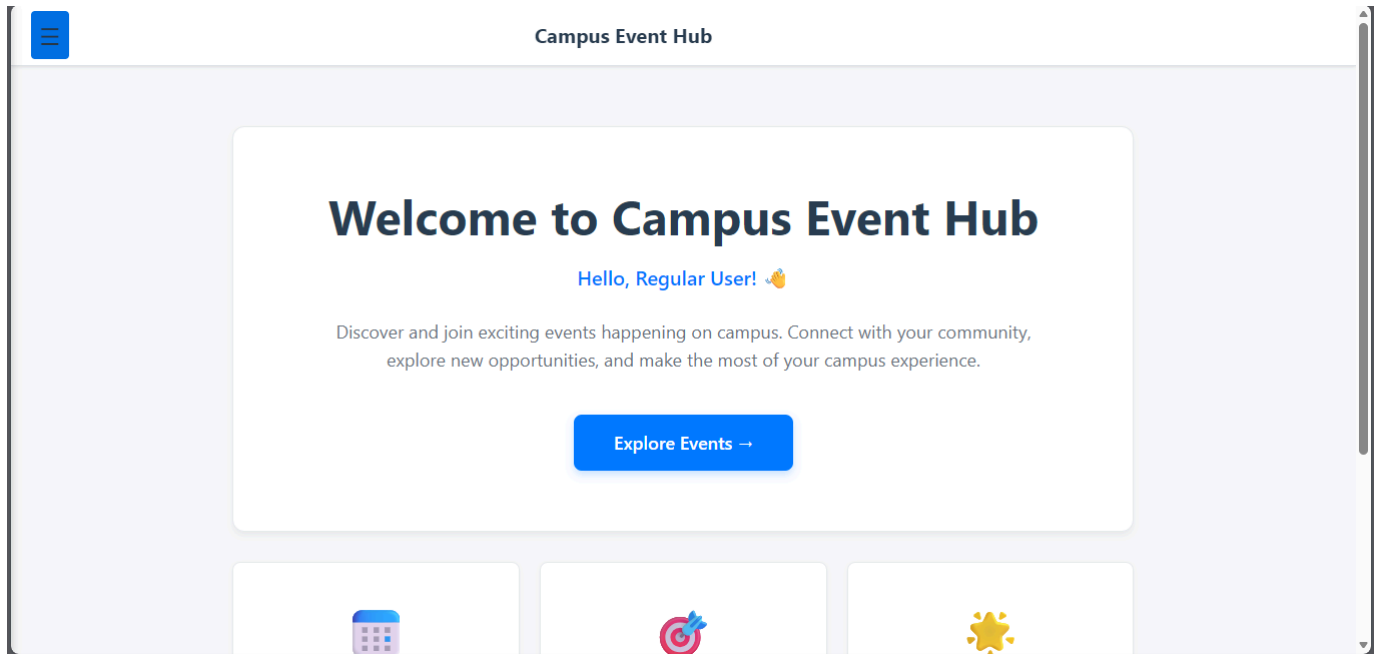 Campus Event Hub
Welcome to Campus Event Hub
Hello, Regular User! 👋
Discover and join exciting events happening on campus. Connect with your community,
explore new opportunities, and make the most of your campus experience.
Explore Events →